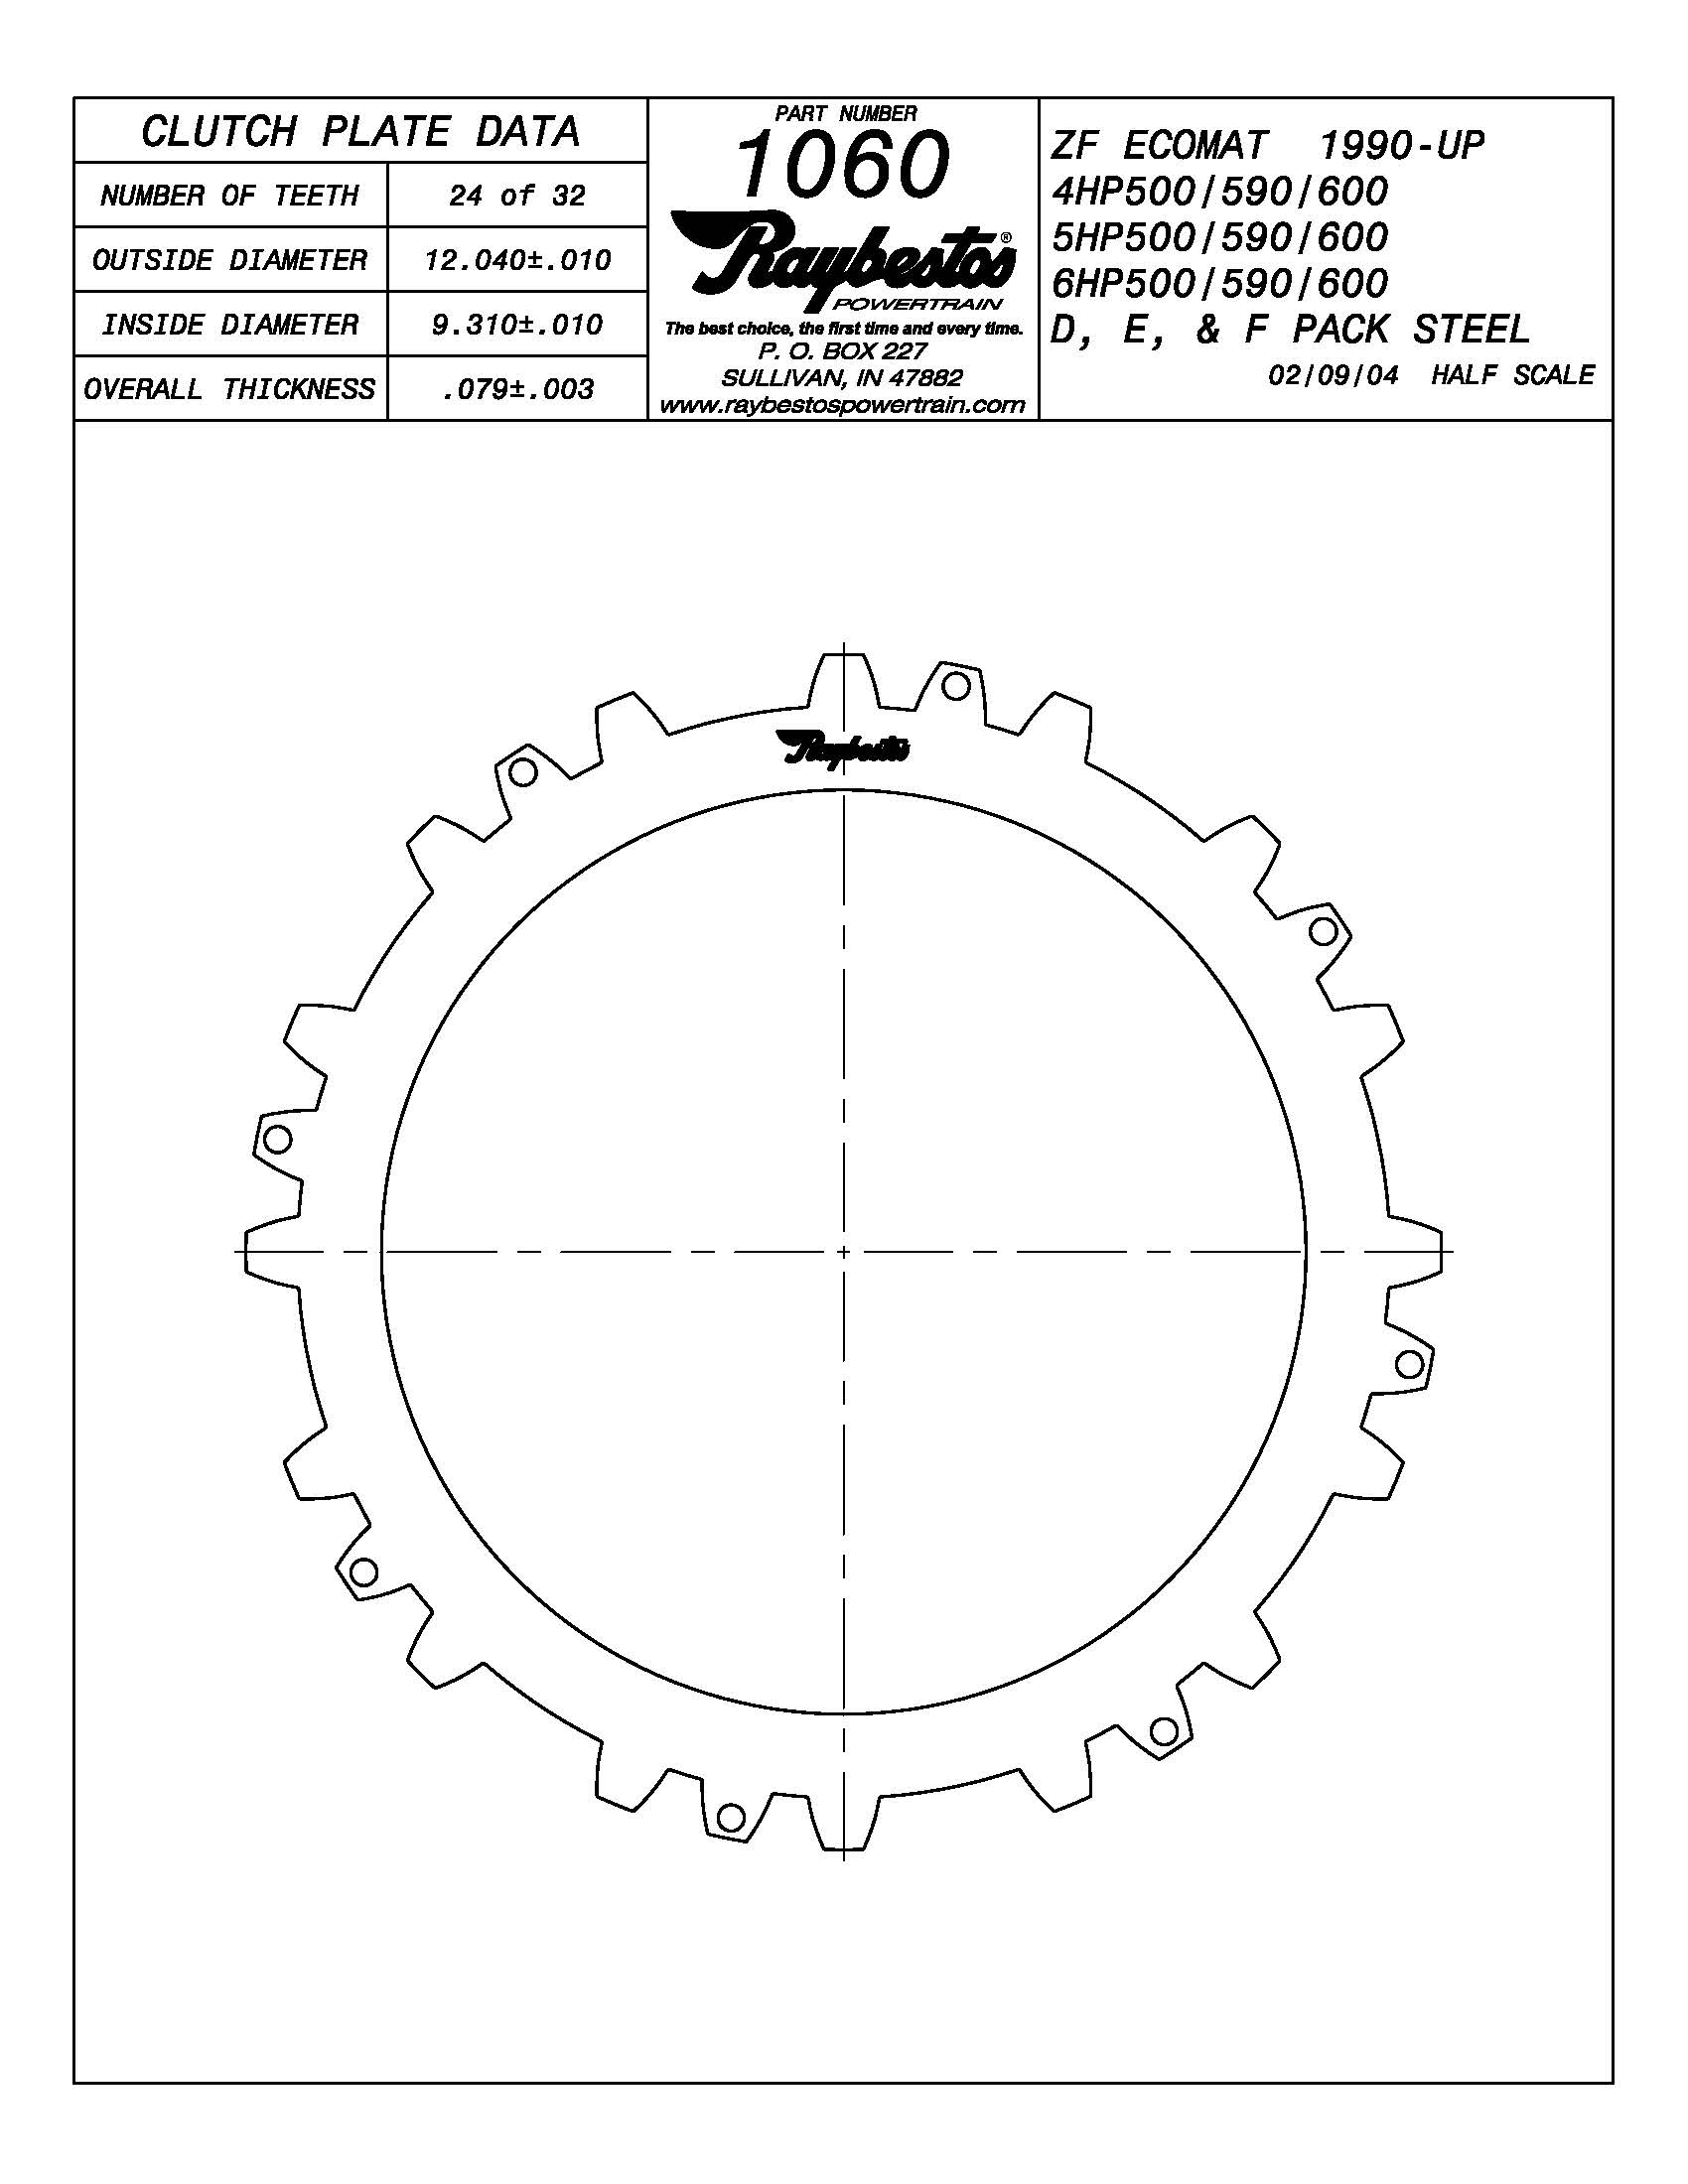 CLUTCH PLATE DATA
NUMBER OF TEETH 24 of 32
OUTSIDE DIAMETER 12.040±.010
INSIDE DIAMETER 9.310±.010
OVERALL THICKNESS .079±.003
PART NUMBER
1060
Raybestos®
POWERTRAIN
The best choice, the first time and every time.
P. O. BOX 227
SULLIVAN, IN 47882
www.raybestospowertrain.com
ZF ECOMAT 1990-UP
4HP500/590/600
5HP500/590/600
6HP500/590/600
D, E, & F PACK STEEL
02/09/04 HALF SCALE
Raybestos